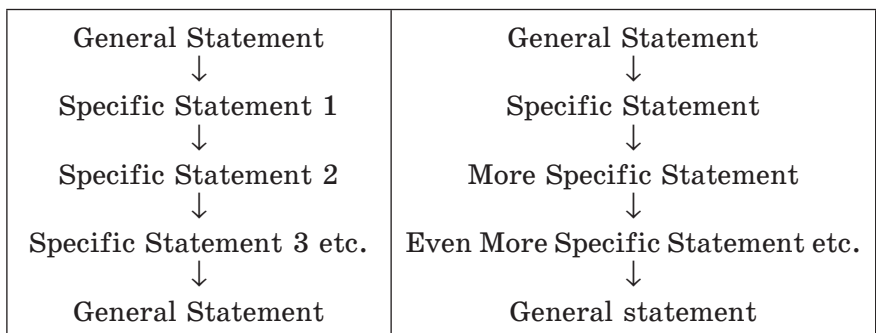 General Statement
↓
Specific Statement 1
↓
Specific Statement 2
↓
Specific Statement 3 etc.
↓
General Statement
General Statement
↓
Specific Statement
↓
More Specific Statement
↓
Even More Specific Statement etc.
↓
General statement